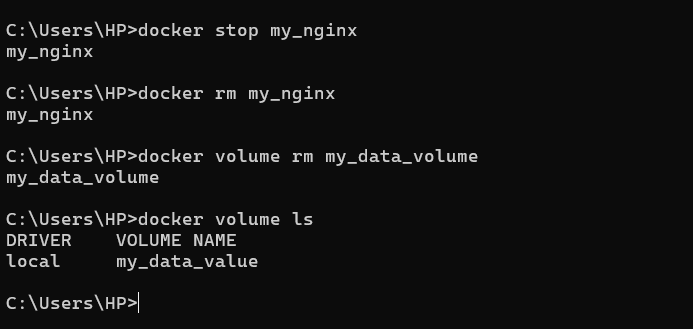 C:\Users\HP>docker stop my_nginx
my_nginx
C:\Users\HP>docker rm my_nginx
my_nginx
C:\Users\HP>docker volume rm my_data_volume
my_data_volume
C:\Users\HP>docker volume ls
DRIVER    VOLUME NAME
local     my_data_value
C:\Users\HP>